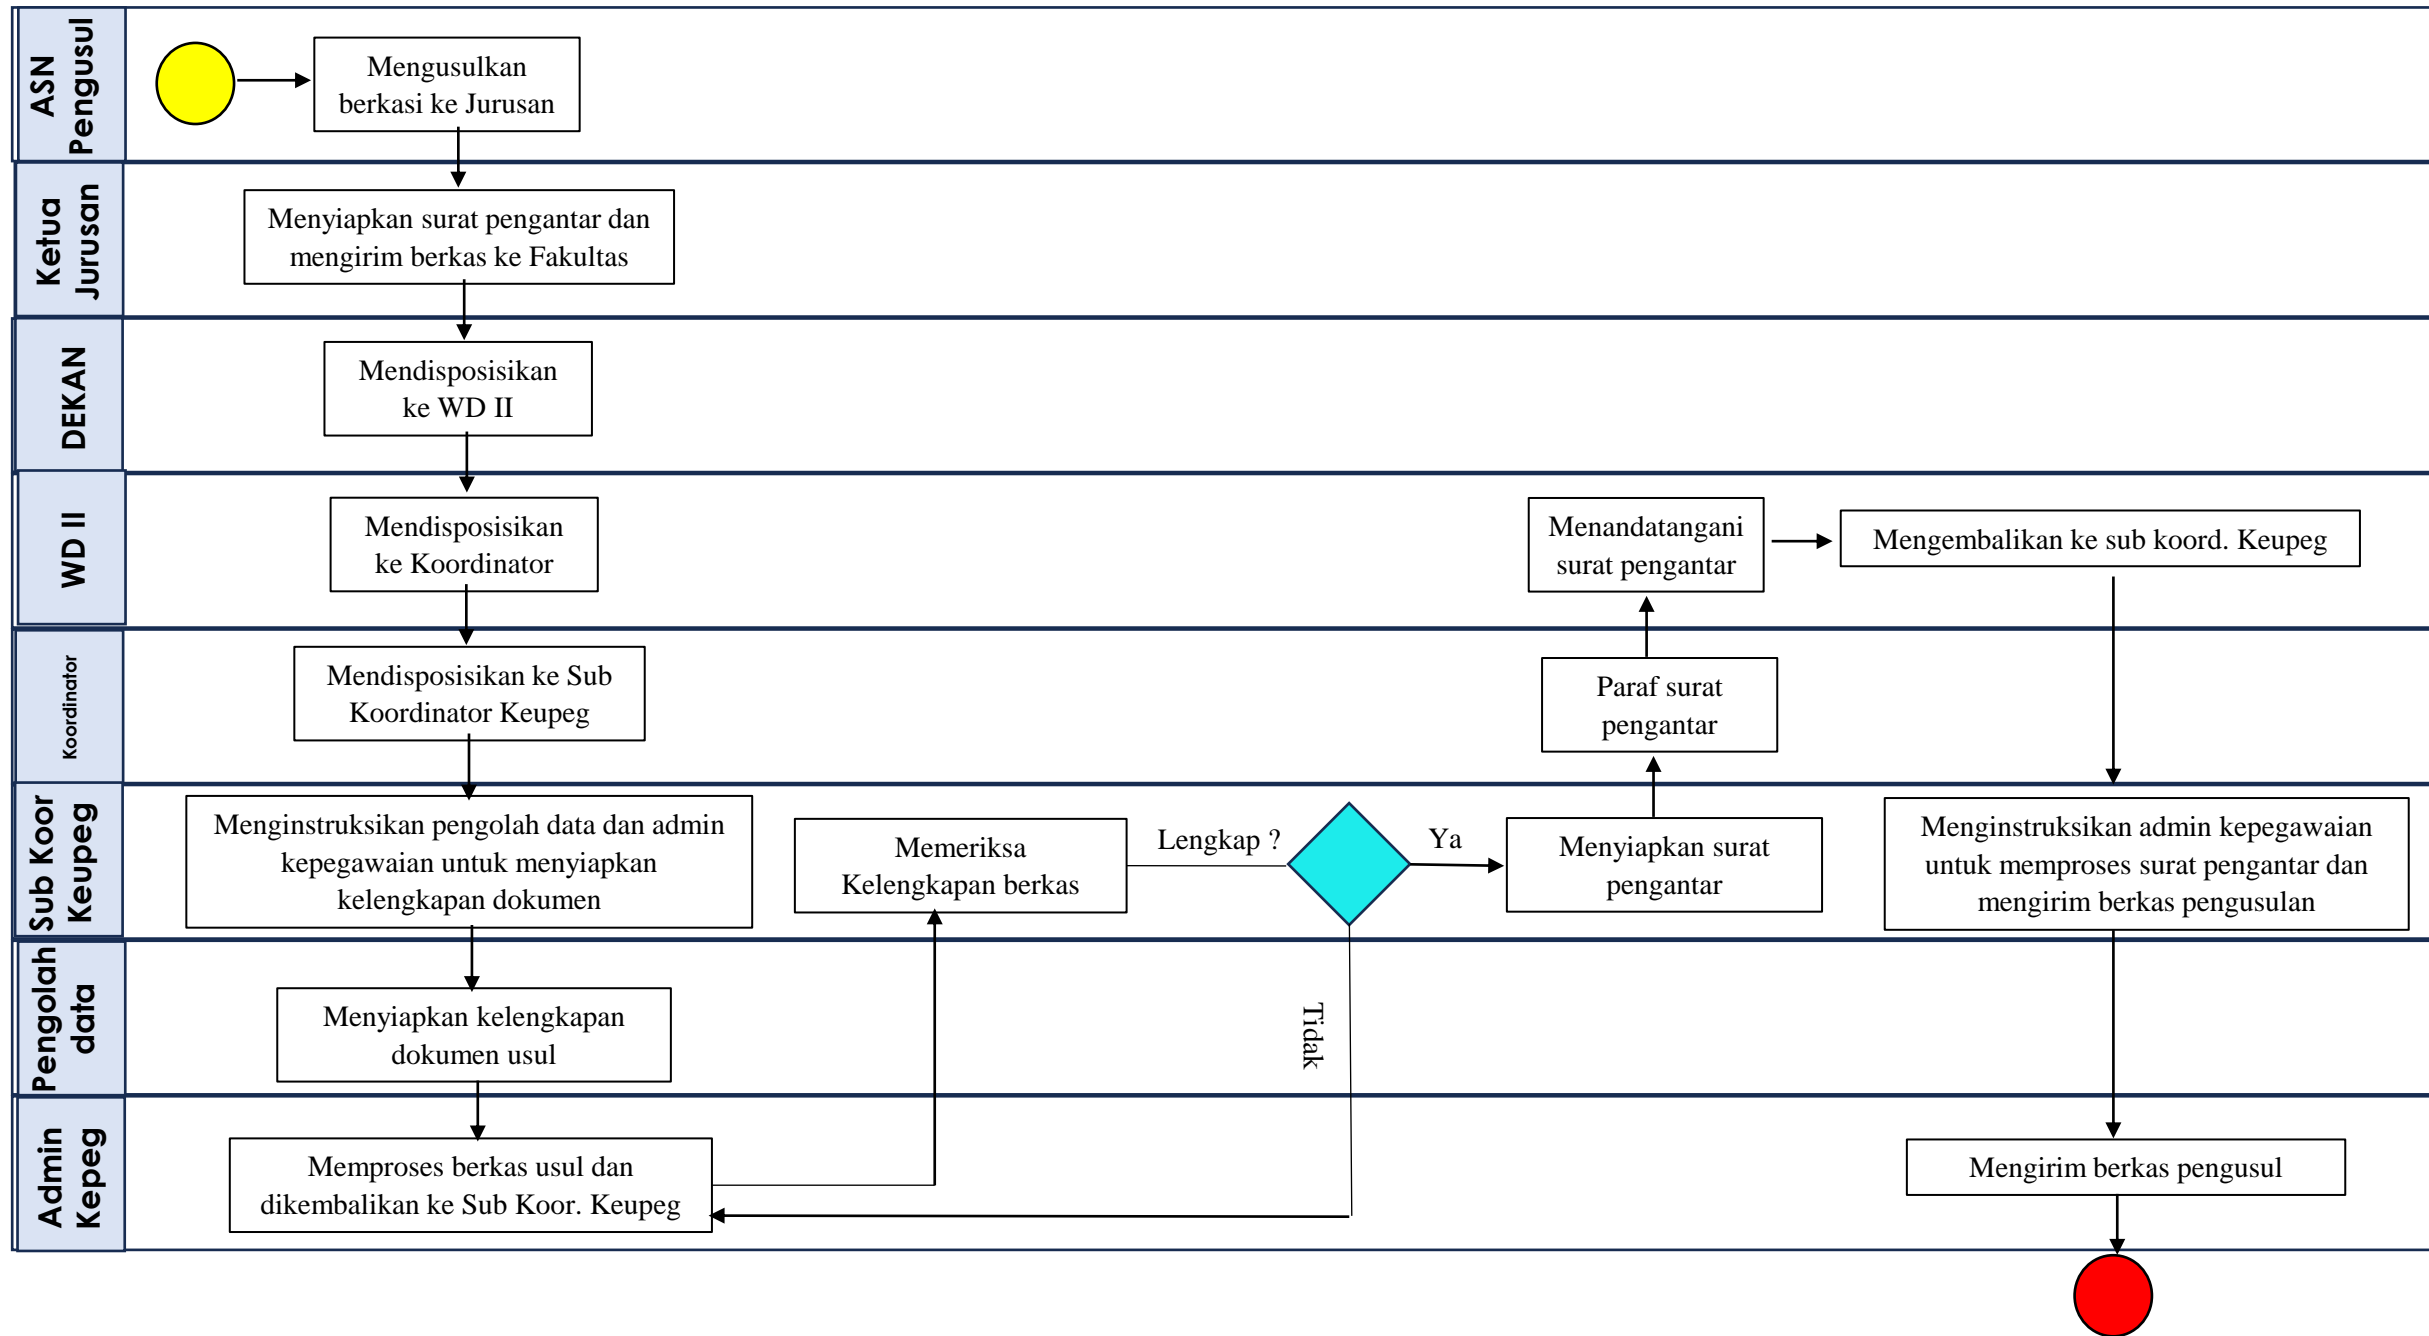 ASN
Pengusul
Mengusulkan
berkasi ke Jurusan
Ketua
Jurusan
Menyiapkan surat pengantar dan
mengirim berkas ke Fakultas
DEKAN
Mendisposisikan
ke WD II
WD II
Mendisposisikan
ke Koordinator
Menandatangani
surat pengantar
Mengembalikan ke sub koord. Keupeg
Koordinator
Mendisposisikan ke Sub
Koordinator Keupeg
Paraf surat
pengantar
Sub Koor
Keupeg
Menginstruksikan pengolah data dan admin
kepegawaian untuk menyiapkan
kelengkapan dokumen
Memeriksa
Kelengkapan berkas
Lengkap ?
Ya
Menyiapkan surat
pengantar
Menginstruksikan admin kepegawaian
untuk memproses surat pengantar dan
mengirim berkas pengusulan
Pengolah
data
Menyiapkan kelengkapan
dokumen usul
Tidak
Admin
Kepeg
Memproses berkas usul dan
dikembalikan ke Sub Koor. Keupeg
Mengirim berkas pengusul